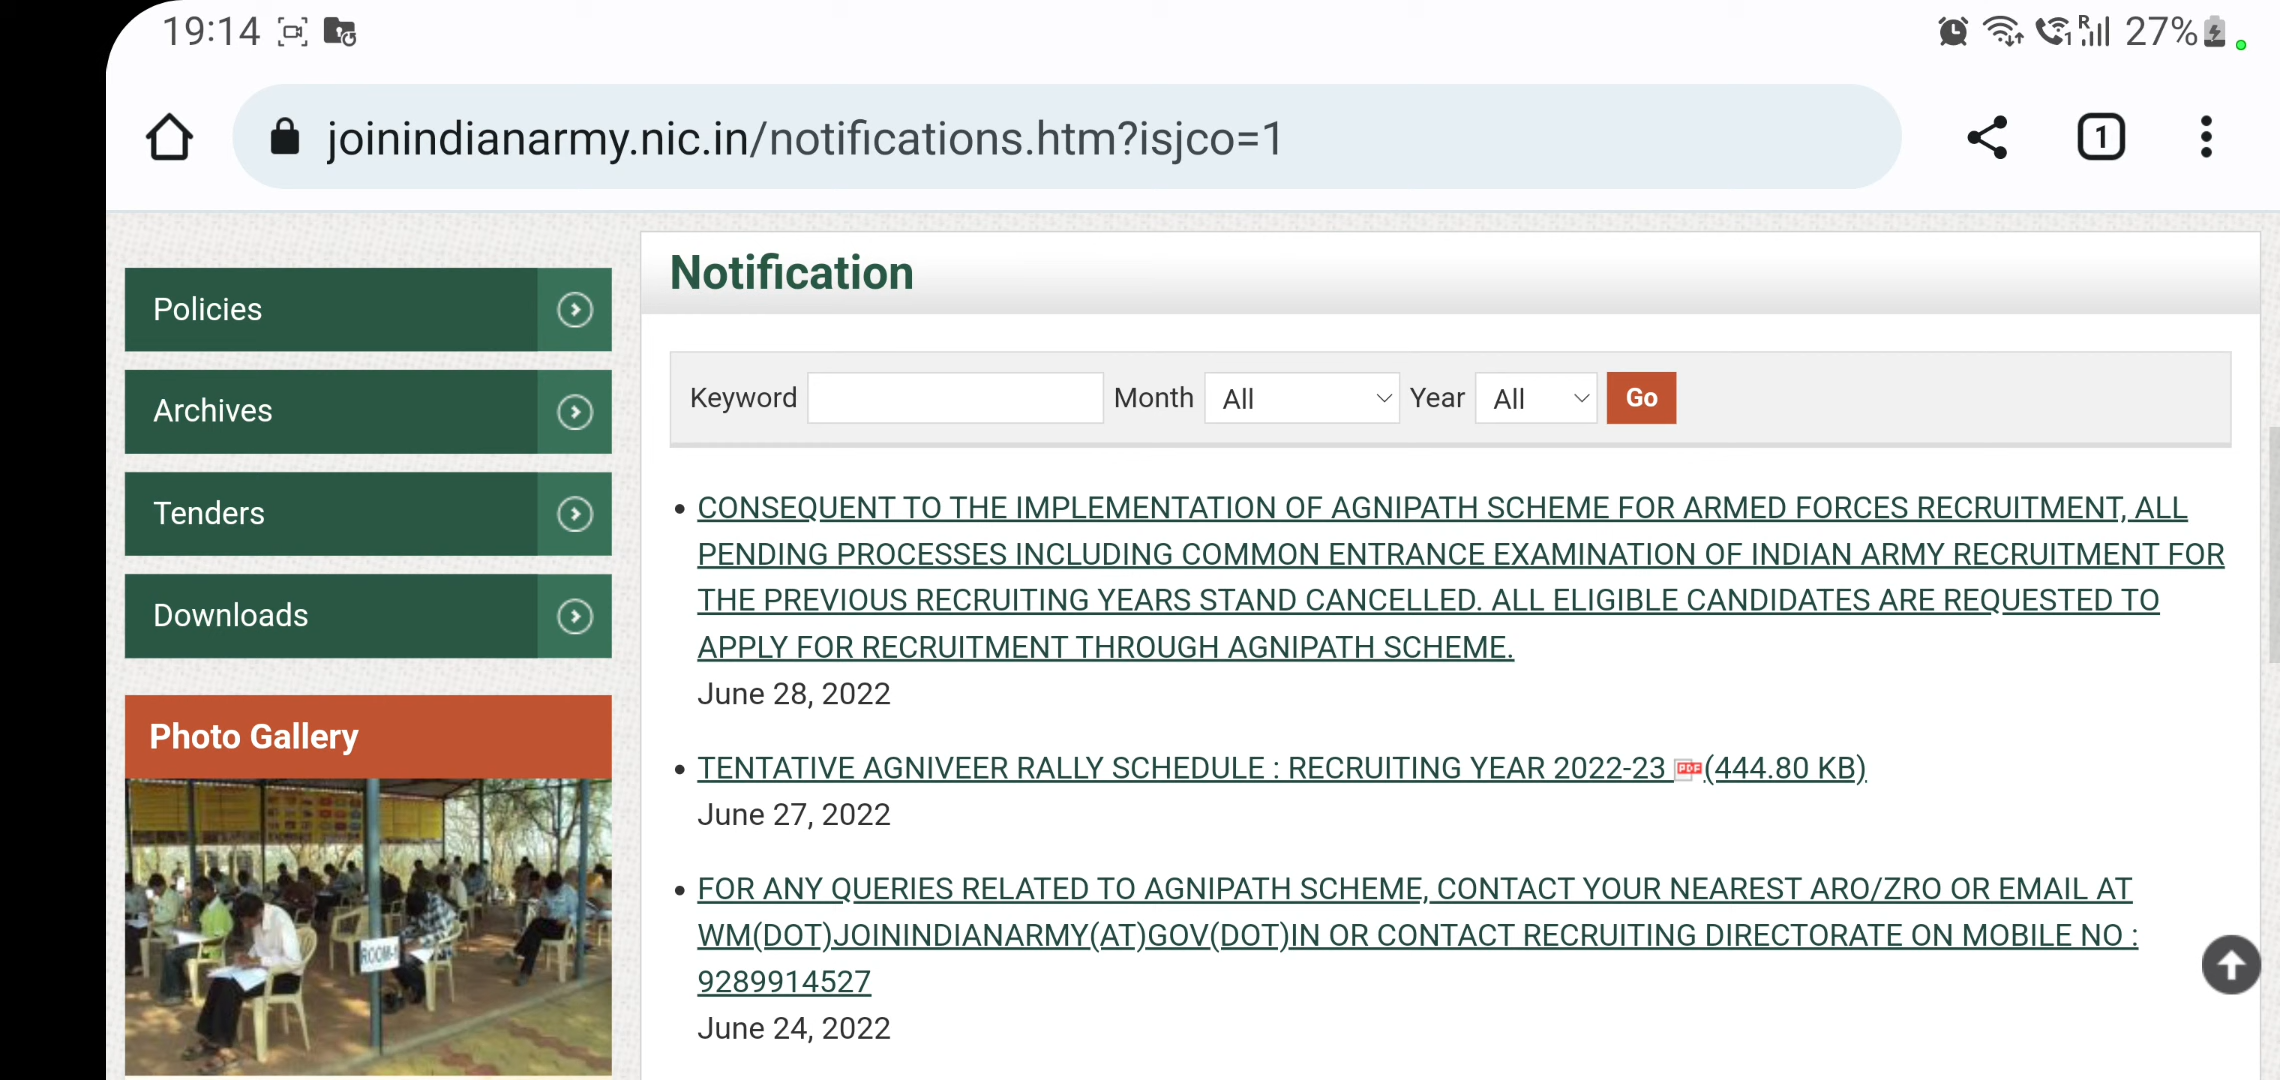 19:14
R
1
27%
joinindianarmy.nic.in/notifications.htm?isjco=1
1
Policies
Archives
Tenders
Downloads
Photo Gallery
ROOM-1
Notification
Keyword
Month
All
Year
All
Go
CONSEQUENT TO THE IMPLEMENTATION OF AGNIPATH SCHEME FOR ARMED FORCES RECRUITMENT, ALL
PENDING PROCESSES INCLUDING COMMON ENTRANCE EXAMINATION OF INDIAN ARMY RECRUITMENT FOR
THE PREVIOUS RECRUITING YEARS STAND CANCELLED. ALL ELIGIBLE CANDIDATES ARE REQUESTED TO
APPLY FOR RECRUITMENT THROUGH AGNIPATH SCHEME.
June 28, 2022
TENTATIVE AGNIVEER RALLY SCHEDULE : RECRUITING YEAR 2022-23 PDF (444.80 KB)
June 27, 2022
FOR ANY QUERIES RELATED TO AGNIPATH SCHEME, CONTACT YOUR NEAREST ARO/ZRO OR EMAIL AT
WM(DOT)JOININDIANARMY(AT)GOV(DOT)IN OR CONTACT RECRUITING DIRECTORATE ON MOBILE NO :
9289914527
June 24, 2022